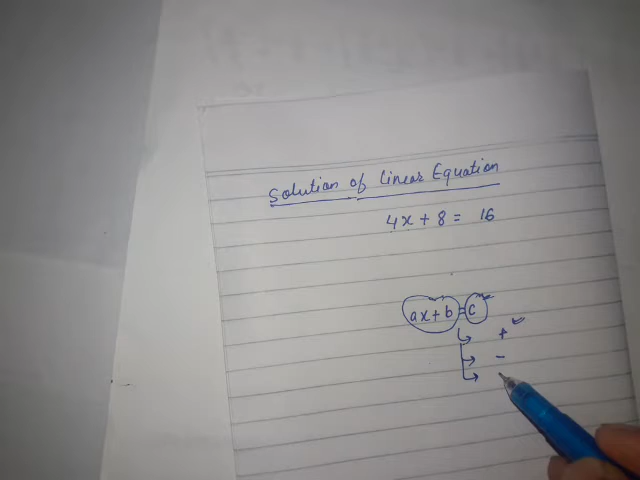 Solution of Linear Equation
4x + 8 = 16
ax + b = c
+
-